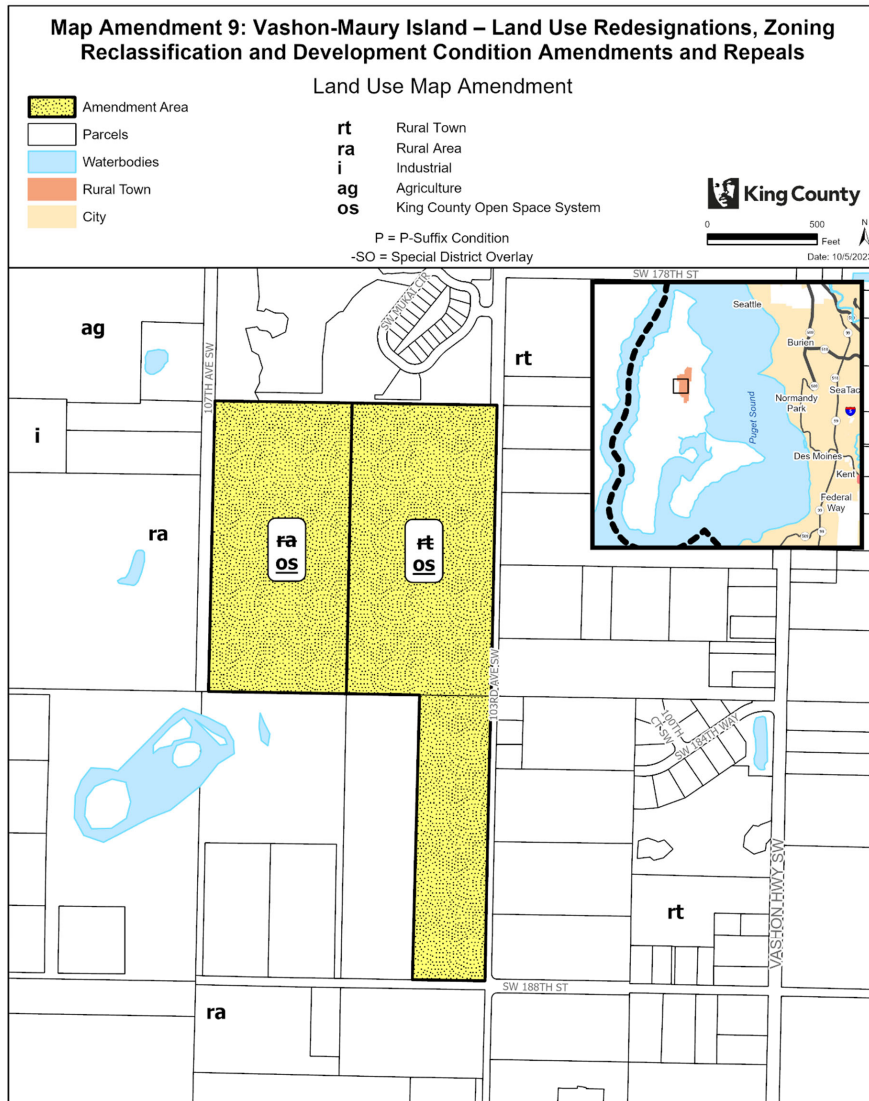 Map Amendment 9: Vashon-Maury Island – Land Use Redesignations, Zoning
Reclassification and Development Condition Amendments and Repeals
Land Use Map Amendment
Amendment Area
Parcels
Waterbodies
Rural Town
City
rt Rural Town
ra Rural Area
i Industrial
ag Agriculture
os King County Open Space System
P = P-Suffix Condition
-SO = Special District Overlay
King County
0 500
Feet
N
Date: 10/5/2023
SW 178TH ST
SW MUKAI CIR
107TH AVE SW
ag
rt
i
ra
ra
os
rt
os
Seattle
Burien
SeaTac
Normandy
Park
Puget Sound
Des Moines
Kent
Federal
Way
5
103RD AVE SW
100TH
CT SW
SW 184TH WAY
VASHON HWY SW
rt
SW 188TH ST
ra